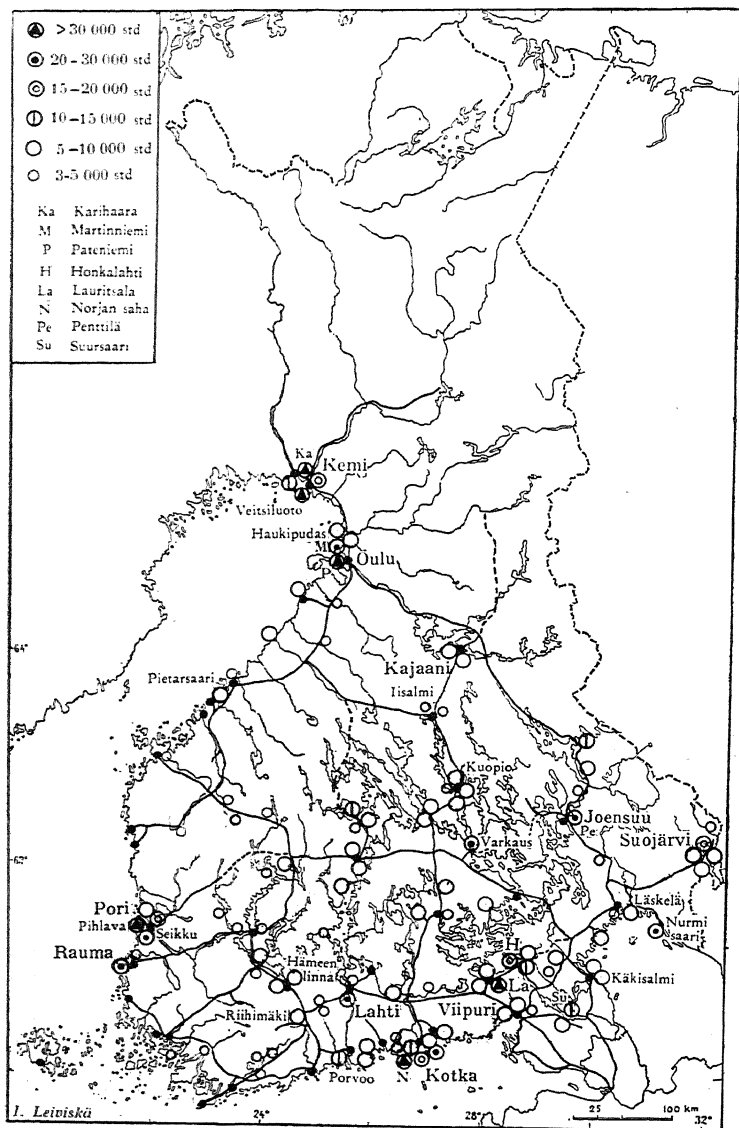 >30 000 std
20–30 000 std
15–20 000 std
10–15 000 std
5–10 000 std
3-5 000 std
Ka Karihaara
M Martinniemi
P Pateniemi
H Honkalahti
La Lauritsala
N Norjan saha
Pe Penttilä
Su Suursaari
Ka
Kemi
Veitsiluoto
Haukipudas
M
Oulu
P
64°
Kajaani
Pietarsaari
Iisalmi
Kuopio
Joensuu
Pe
Suojärvi
62°
Varkaus
Pori
Läskelä
Pihlava
Seikku
Nurmi
saari
Rauma
H
Hämeen
linna
La
Käkisalmi
Su
Riihimäki
Lahti
Viipuri
Porvoo
N
Kotka
I. Leiviskä
24°
28°
25 100 km
32°